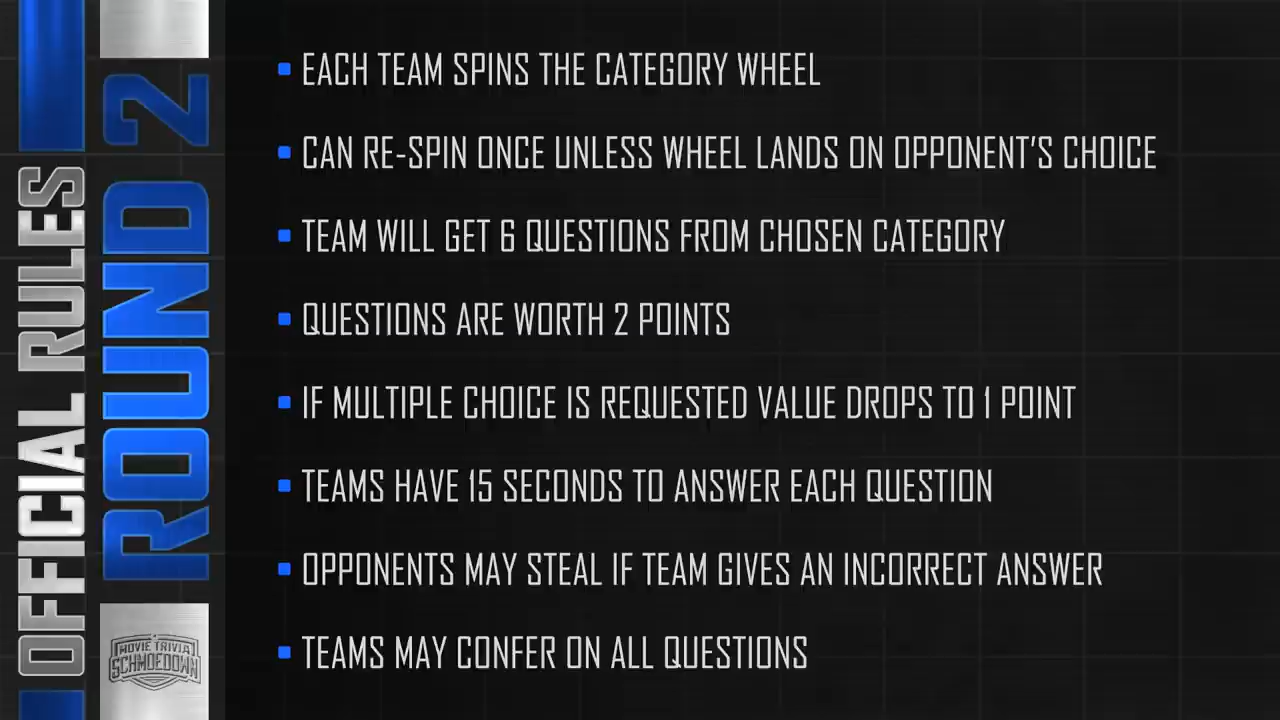 OFFICIAL RULES
ROUND 2
MOVIE TRIVIA
SCHMOEDOWN
EACH TEAM SPINS THE CATEGORY WHEEL
CAN RE-SPIN ONCE UNLESS WHEEL LANDS ON OPPONENT'S CHOICE
TEAM WILL GET 6 QUESTIONS FROM CHOSEN CATEGORY
QUESTIONS ARE WORTH 2 POINTS
IF MULTIPLE CHOICE IS REQUESTED VALUE DROPS TO 1 POINT
TEAMS HAVE 15 SECONDS TO ANSWER EACH QUESTION
OPPONENTS MAY STEAL IF TEAM GIVES AN INCORRECT ANSWER
TEAMS MAY CONFER ON ALL QUESTIONS